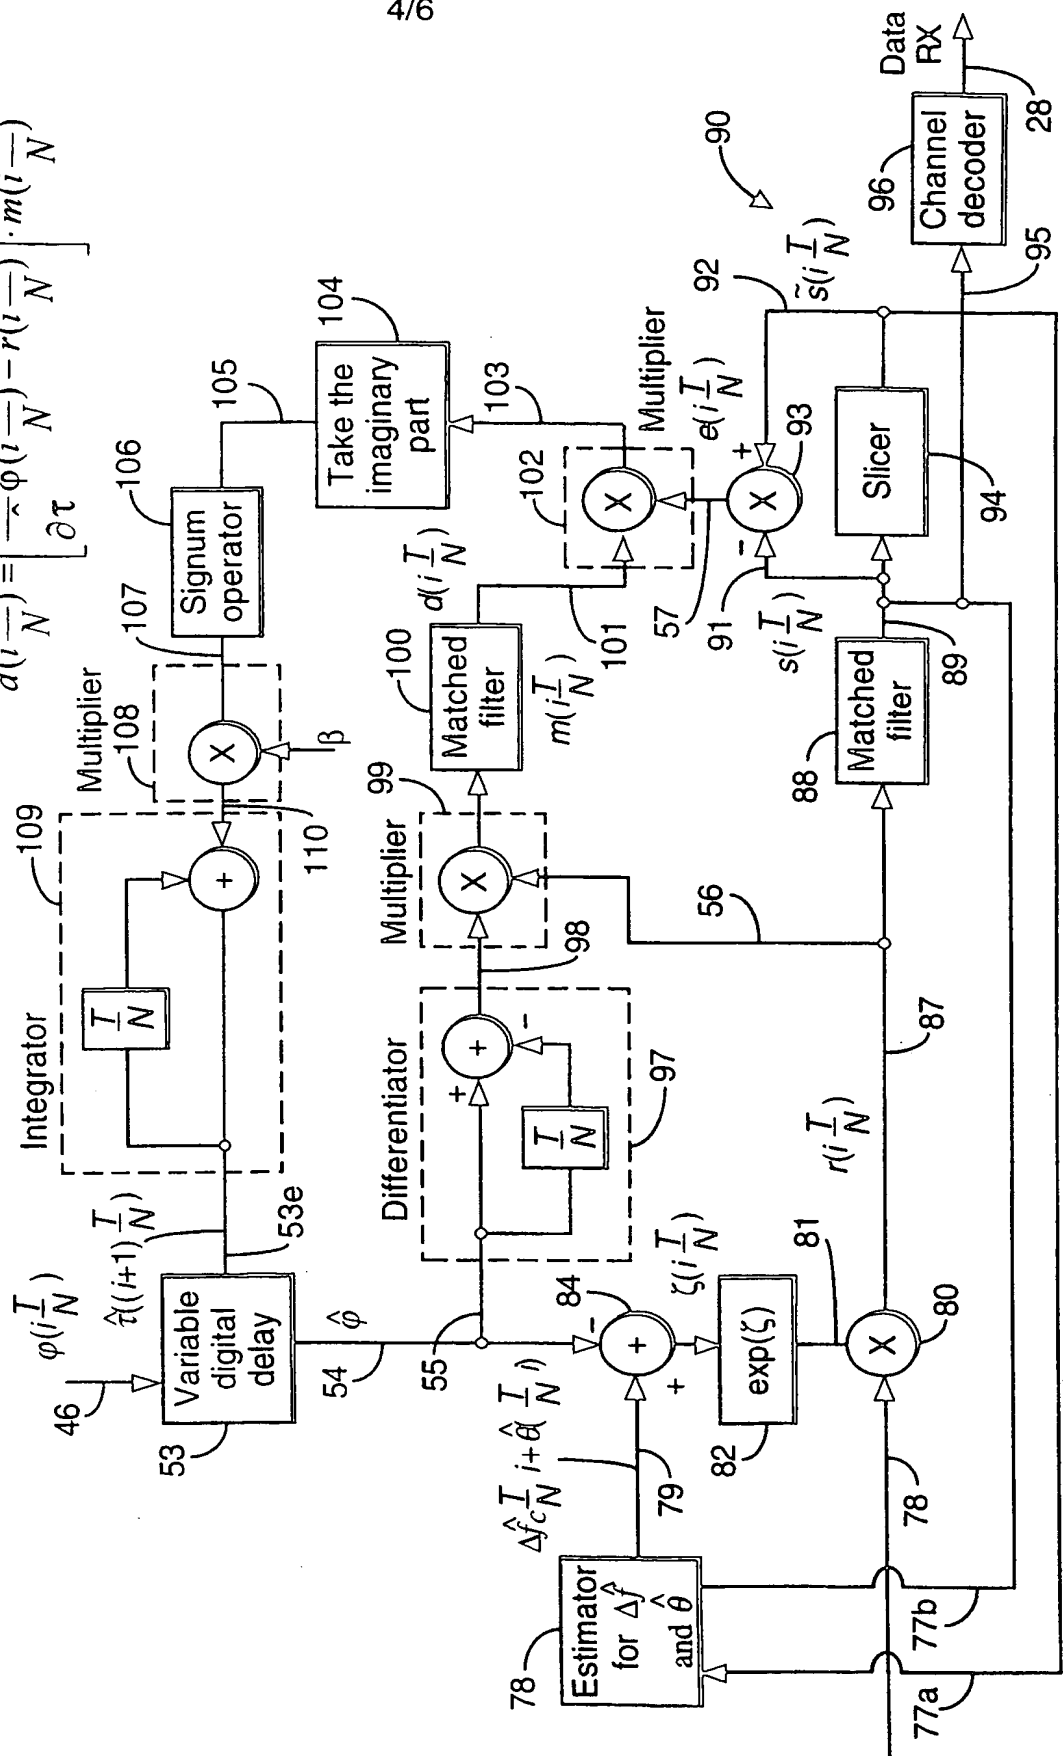 4/6
d(i T/N) = [∂/∂τ φ̂(i T/N) − r(i T/N)] · m(i T/N)
φ(i T/N)
46
Variable
digital
delay
53
τ̂((i+1) T/N)
53e
Integrator
109
T/N
+
110
Multiplier
108
X
β
107
Signum
operator
106
105
Take the
imaginary
part
104
103
φ̂
54
55
Differentiator
+
-
+
T/N
97
98
Multiplier
99
X
56
Matched
filter
100
m(i T/N)
101
d(i T/N)
102
Multiplier
X
57
e(i T/N)
Estimator
for Δf̂
and θ̂
78
Δf̂c T/N i+θ̂(T/N i)
79
84
-
+
+
ζ(i T/N)
exp(ζ)
82
81
X
80
78
r(i T/N)
87
Matched
filter
88
89
s(i T/N)
91
-
X
+
93
Slicer
94
92
s̃(i T/N)
90
95
Channel
decoder
96
Data
RX
28
77b
77a